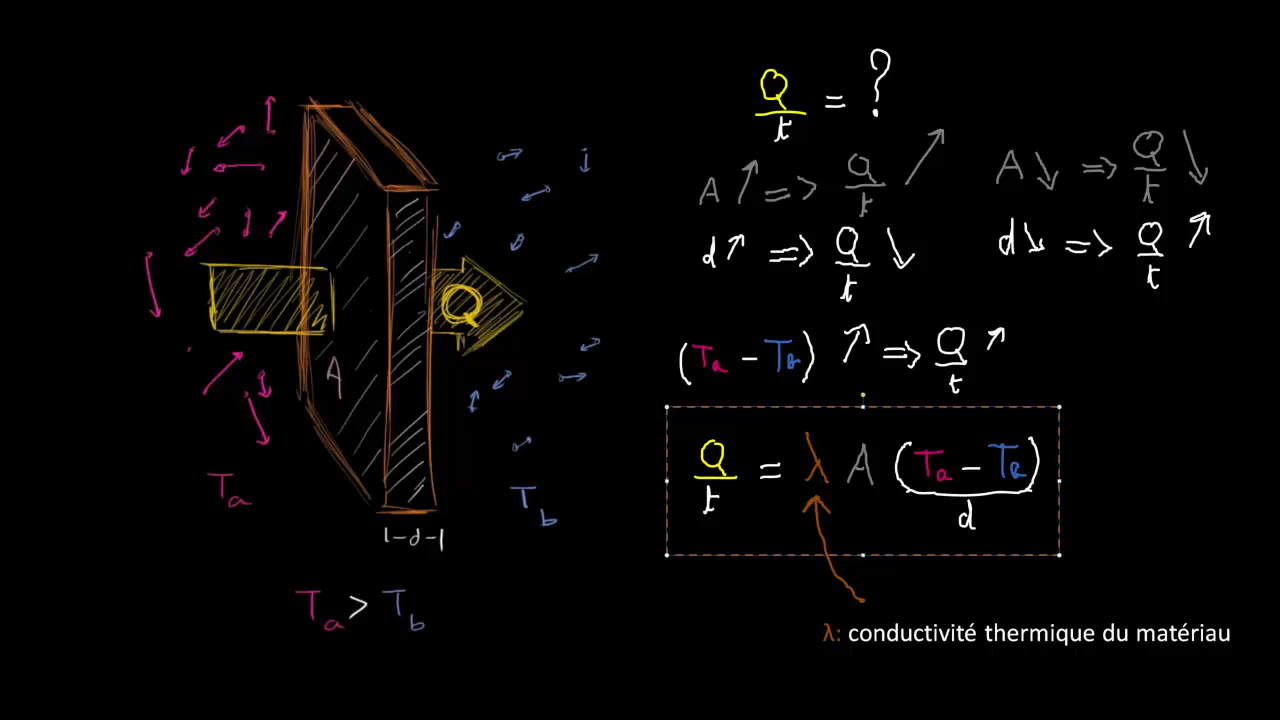 Q/t = ?
A ↗ => Q/t ↗
A ↘ => Q/t ↘
d ↗ => Q/t ↘
d ↘ => Q/t ↗
(Ta - Tb) ↗ => Q/t ↗
Q/t = λ A (Ta - Tb)/d
λ: conductivité thermique du matériau
Q
A
Ta
Tb
|-d-|
Ta > Tb